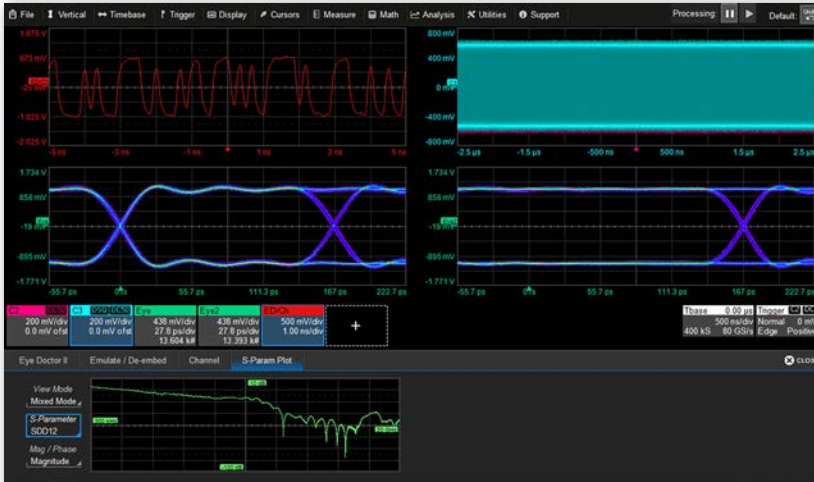 File Vertical Timebase Trigger Display Cursors Measure Math Analysis Utilities Support Processing: Default:
1.975 V
975 mV
-25 mV
-1.025 V
-2.025 V
-5 ns -3 ns -1 ns 1 ns 3 ns 5 ns
800 mV
400 mV
0 mV
-400 mV
-800 mV
-2.5 µs -1.5 µs -500 ns 500 ns 1.5 µs 2.5 µs
1.734 V
858 mV
-19 mV
-895 mV
-1.771 V
-55.7 ps 0 fs 55.7 ps 111.3 ps 167 ps 222.7 ps
1.734 V
858 mV
-19 mV
-895 mV
-1.771 V
-55.7 ps 0 fs 55.7 ps 111.3 ps 167 ps 222.7 ps
C2 C3 Eye Eye2 EDrCh
200 mV/div 200 mV/div 438 mV/div 438 mV/div 500 mV/div
0.0 mV ofst 0.0 mV ofst 27.8 ps/div 27.8 ps/div 1.00 ns/div
13.604 k# 13.393 k#
+
Tbase 0.00 µs Trigger C2 DC
500 ns/div Normal 0 mV
400 kS 80 GS/s Edge Positive
Eye Doctor II Emulate / De-embed Channel S-Param Plot CLOS
View Mode
Mixed Mode
S-Parameter
SDD12
Mag / Phase
Magnitude